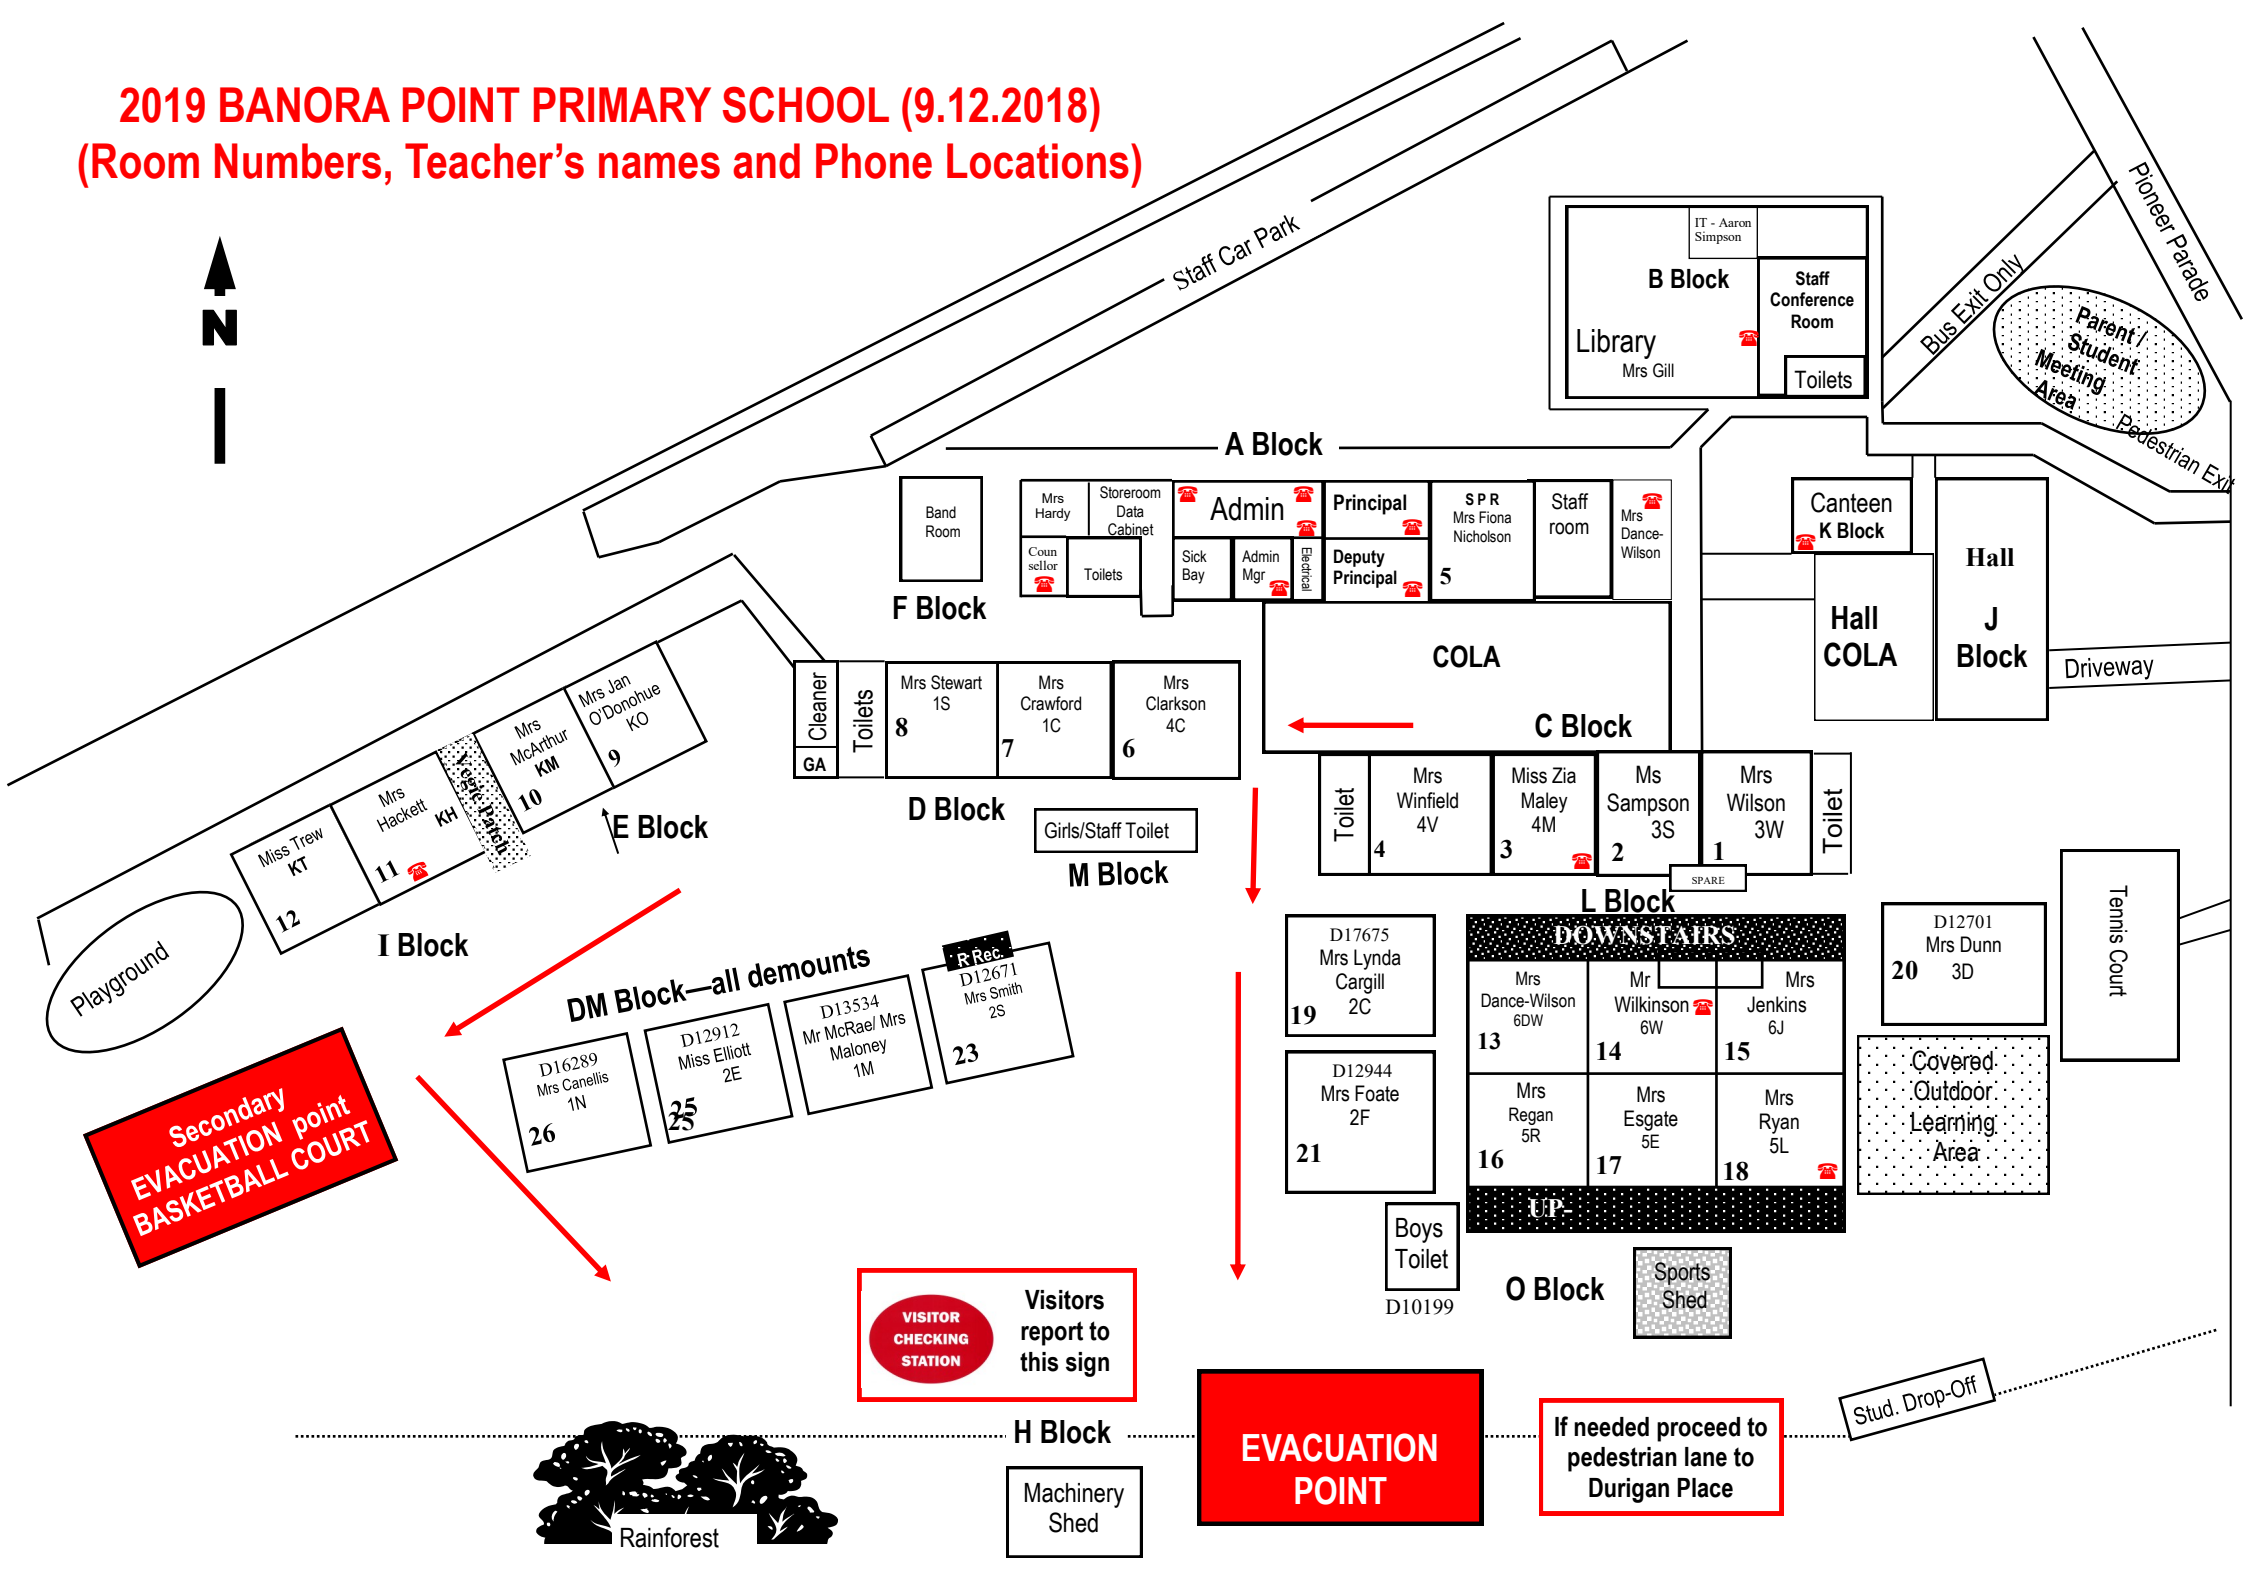 2019 BANORA POINT PRIMARY SCHOOL (9.12.2018)
(Room Numbers, Teacher's names and Phone Locations)
N
Staff Car Park
Pioneer Parade
Bus Exit Only
Parent /
Student
Meeting
Area
Pedestrian Exit
IT - Aaron
Simpson
B Block
Staff
Conference
Room
Library
Mrs Gill
Toilets
A Block
Band
Room
F Block
Mrs
Hardy
Storeroom
Data
Cabinet
Admin
Principal
S P R
Mrs Fiona
Nicholson
5
Staff
room
Mrs
Dance-
Wilson
Coun
sellor
Toilets
Sick
Bay
Admin
Mgr
Electrical
Deputy
Principal
Canteen
K Block
Hall
J
Block
Hall
COLA
Driveway
COLA
C Block
Cleaner
GA
Toilets
Mrs Stewart
1S
8
Mrs
Crawford
1C
7
Mrs
Clarkson
4C
6
D Block
Girls/Staff Toilet
M Block
Mrs Jan
O'Donohue
KO
9
Mrs
McArthur
KM
10
Vegie Patch
Mrs
Hackett
KH
11
Miss Trew
KT
12
E Block
I Block
Playground
Toilet
Mrs
Winfield
4V
4
Miss Zia
Maley
4M
3
Ms
Sampson
3S
2
Mrs
Wilson
3W
1
Toilet
SPARE
L Block
DOWNSTAIRS
Mrs
Dance-Wilson
6DW
13
Mr
Wilkinson
6W
14
Mrs
Jenkins
6J
15
Mrs
Regan
5R
16
Mrs
Esgate
5E
17
Mrs
Ryan
5L
18
UP-
O Block
Sports
Shed
D17675
Mrs Lynda
Cargill
2C
19
D12944
Mrs Foate
2F
21
Boys
Toilet
D10199
D12701
Mrs Dunn
3D
20
Tennis Court
Covered
Outdoor
Learning
Area
DM Block—all demounts
R Rec.
D12671
Mrs Smith
2S
23
D13534
Mr McRae/ Mrs
Maloney
1M
D12912
Miss Elliott
2E
25
25
D16289
Mrs Canellis
1N
26
Secondary
EVACUATION point
BASKETBALL COURT
VISITOR
CHECKING
STATION
Visitors
report to
this sign
H Block
Machinery
Shed
Rainforest
EVACUATION
POINT
If needed proceed to
pedestrian lane to
Durigan Place
Stud. Drop-Off